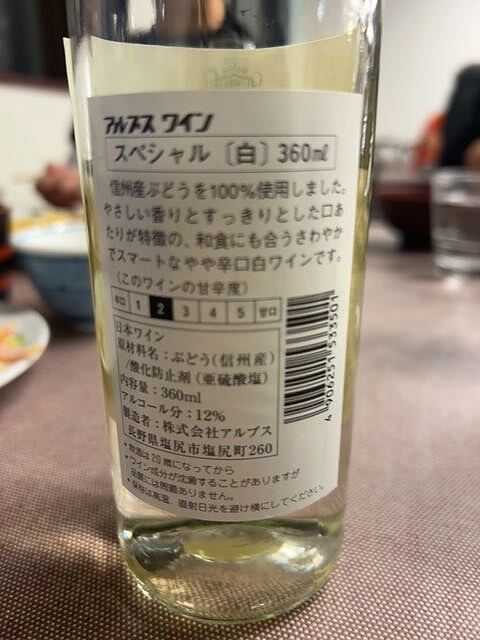 アルプス ワイン
スペシャル〔白〕360㎖
信州産ぶどうを100%使用しました。
やさしい香りとすっきりとした口あ
たりが特徴の、和食にも合うさわやか
でスマートなやや辛口白ワインです。
(このワインの甘辛度)
辛口 1 2 3 4 5 甘口
日本ワイン
原材料名:ぶどう(信州産)
/酸化防止剤(亜硫酸塩)
内容量:360ml
アルコール分:12%
製造者:株式会社アルプス
長野県塩尻市塩尻町260
・飲酒は20歳になってから
・ワイン成分が沈澱することがありますが
品質には問題ありません。
・保存は高温、直射日光を避け横にしてください。
4 906251 573501